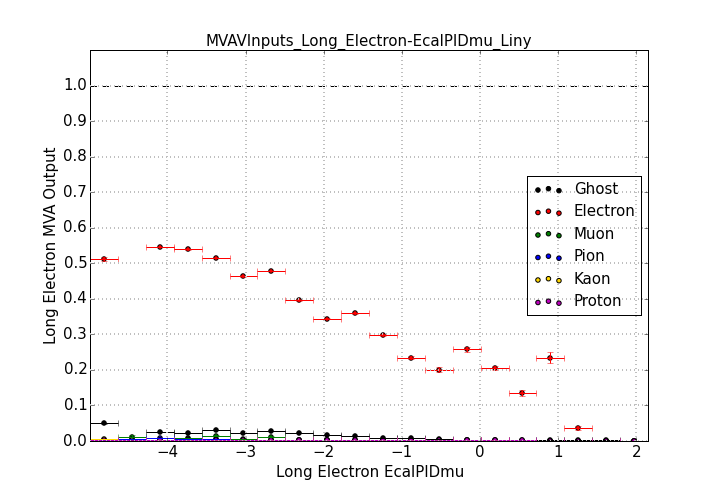 MVAVInputs_Long_Electron-EcalPIDmu_Liny
Long Electron MVA Output
1.0
0.9
0.8
0.7
0.6
0.5
0.4
0.3
0.2
0.1
0.0
Ghost
Electron
Muon
Pion
Kaon
Proton
−4
−3
−2
−1
0
1
2
Long Electron EcalPIDmu